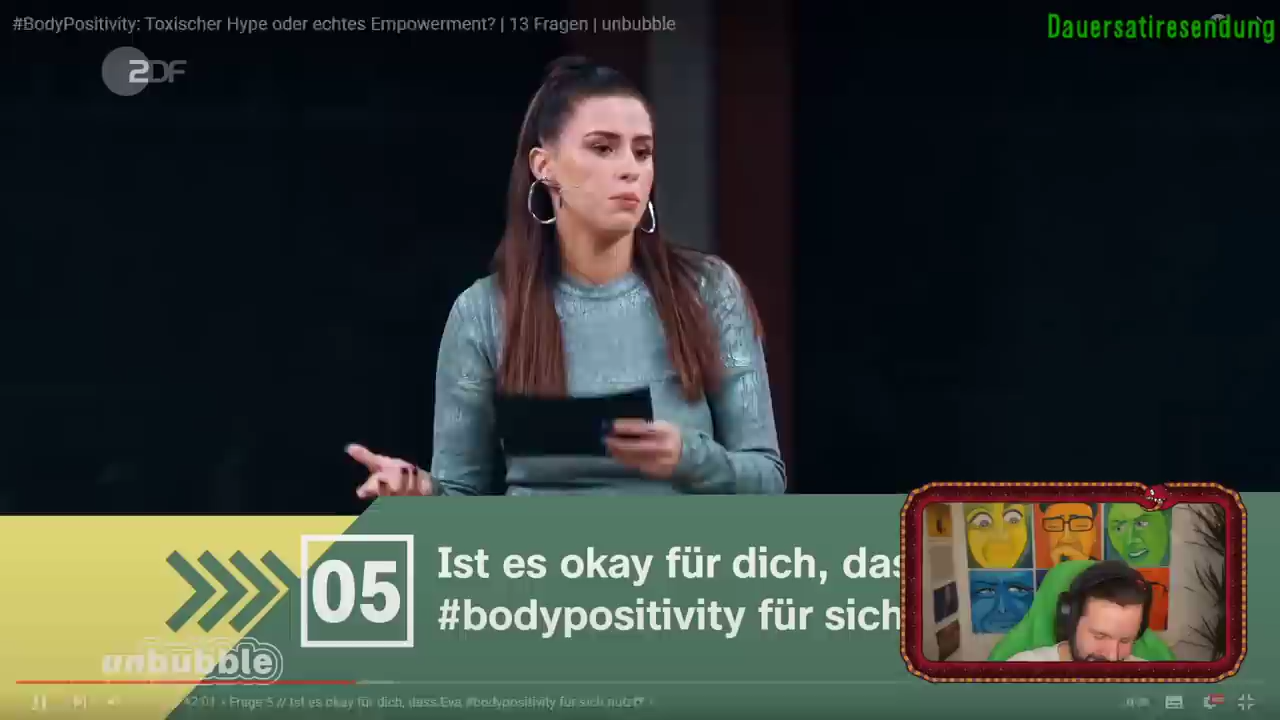 #BodyPositivity: Toxischer Hype oder echtes Empowerment? | 13 Fragen | unbubble
Dauersatiresendung
2DF
05
Ist es okay für dich, das
#bodypositivity für sich
unbubble
Frage 5 // Ist es okay für dich, dass Eva #bodypositivity für sich nutzt?